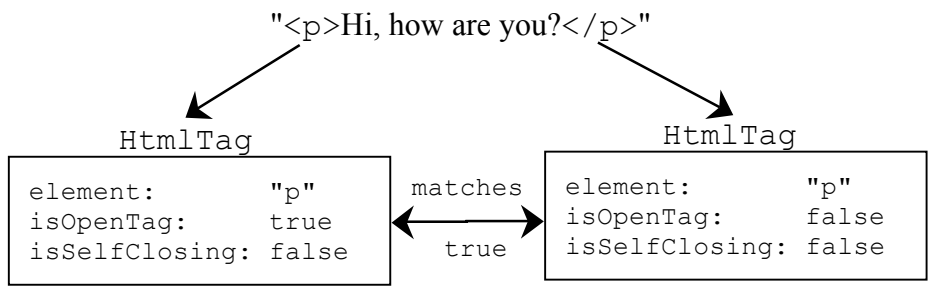 "<p>Hi, how are you?</p>"
HtmlTag
element: "p"
isOpenTag: true
isSelfClosing: false
matches
true
HtmlTag
element: "p"
isOpenTag: false
isSelfClosing: false